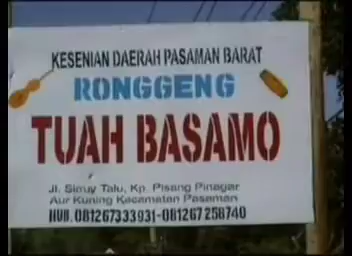 KESENIAN DAERAH PASAMAN BARAT
RONGGENG
TUAH BASAMO
Jl. Simuy Talu, Kp. Pisang Pinagar
Aur Kuning Kecamatan Pasaman
HUB. 081267333931-081267258740